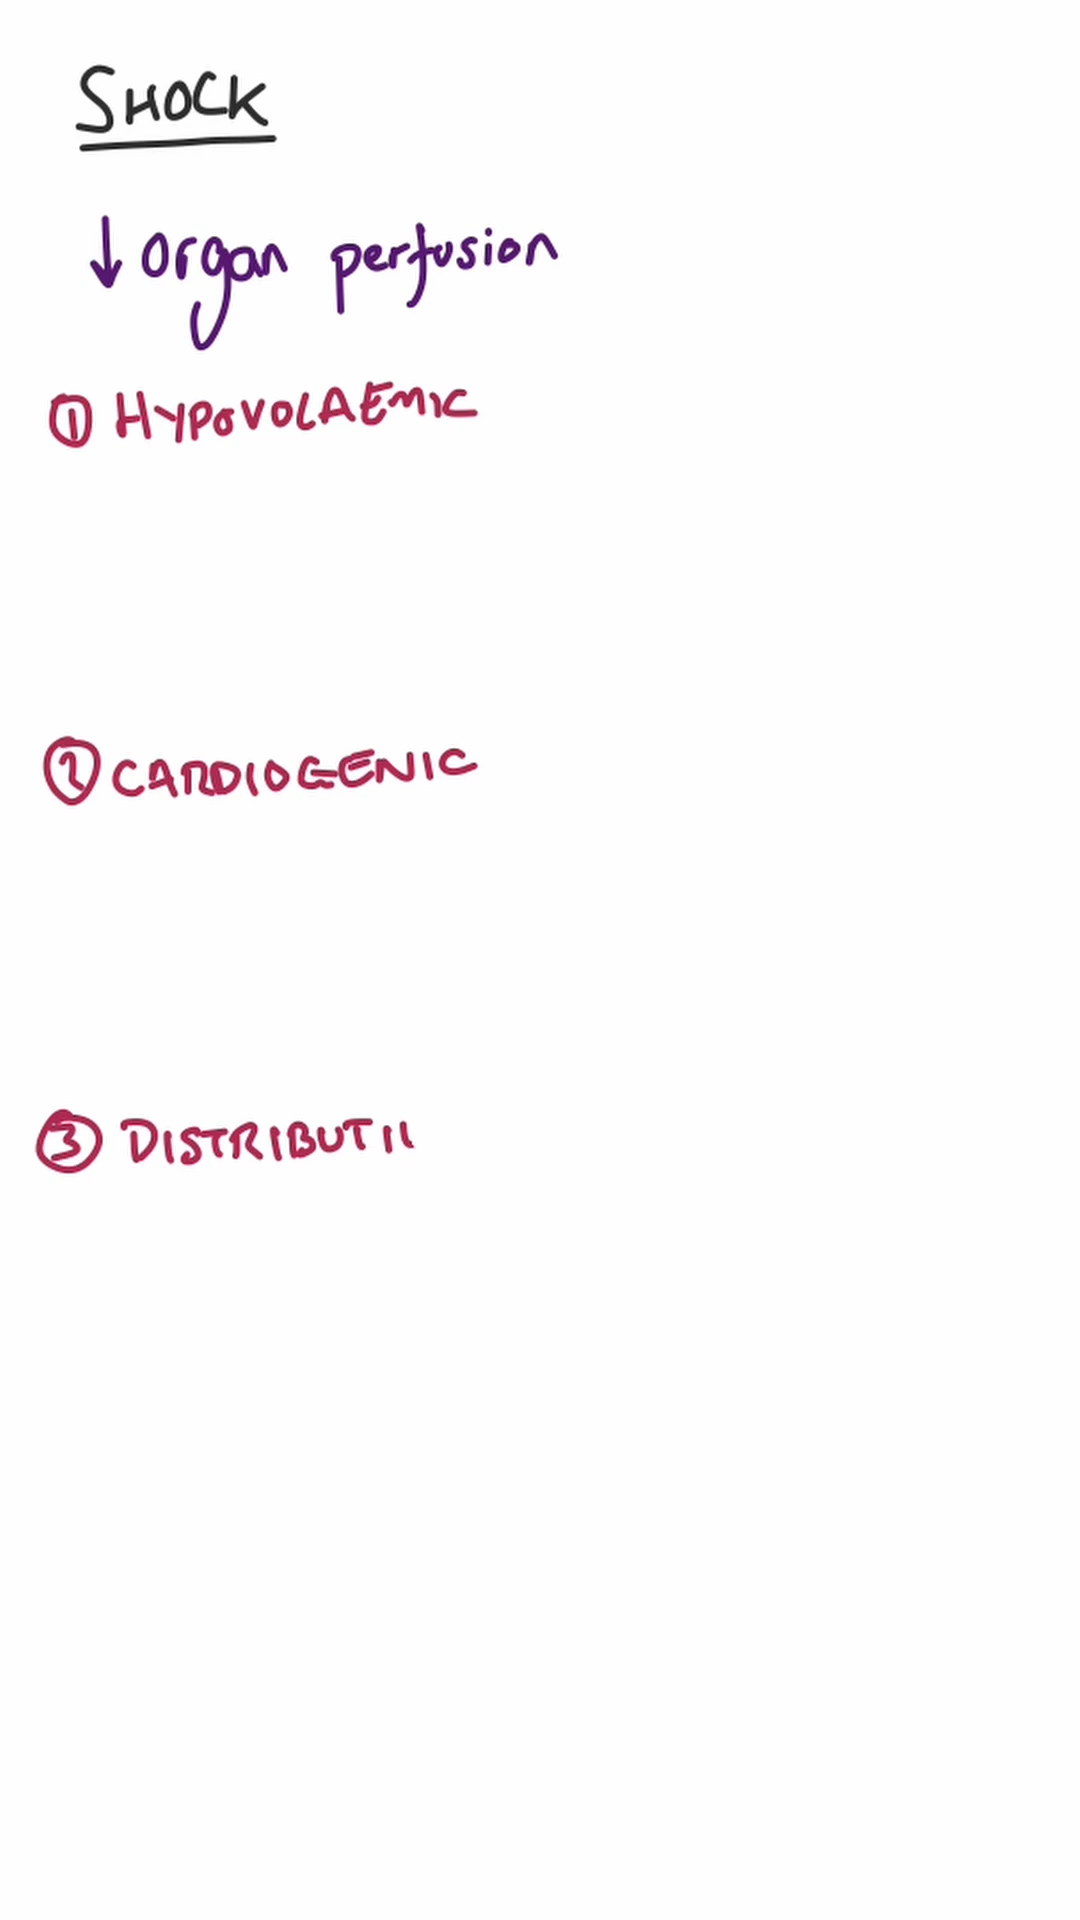 SHOCK
↓ organ perfusion
① HYPOVOLAEMIC
② CARDIOGENIC
③ DISTRIBUTI